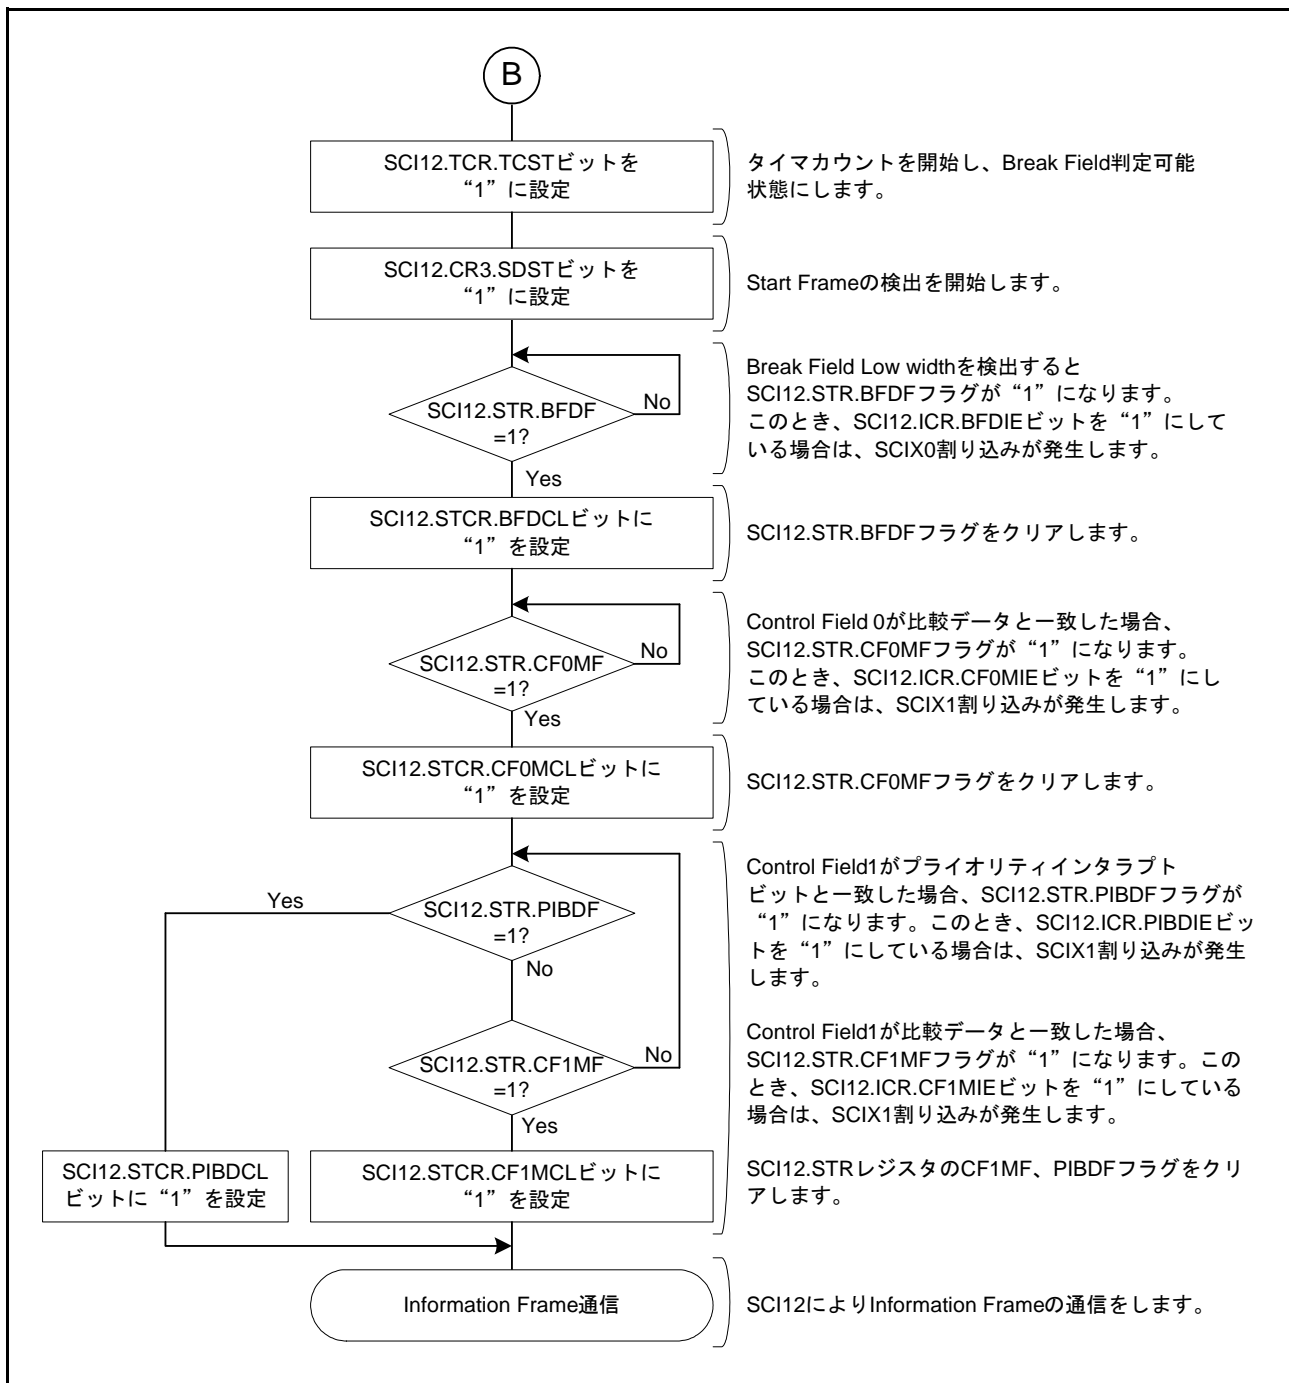 B
SCI12.TCR.TCSTビットを
“1”に設定
タイマカウントを開始し、Break Field判定可能
状態にします。
SCI12.CR3.SDSTビットを
“1”に設定
Start Frameの検出を開始します。
SCI12.STR.BFDF
=1?
No
Yes
Break Field Low widthを検出すると
SCI12.STR.BFDFフラグが“1”になります。
このとき、SCI12.ICR.BFDIEビットを“1”にして
いる場合は、SCIX0割り込みが発生します。
SCI12.STCR.BFDCLビットに
“1”を設定
SCI12.STR.BFDFフラグをクリアします。
SCI12.STR.CF0MF
=1?
No
Yes
Control Field 0が比較データと一致した場合、
SCI12.STR.CF0MFフラグが“1”になります。
このとき、SCI12.ICR.CF0MIEビットを“1”にし
ている場合は、SCIX1割り込みが発生します。
SCI12.STCR.CF0MCLビットに
“1”を設定
SCI12.STR.CF0MFフラグをクリアします。
Yes
SCI12.STR.PIBDF
=1?
No
Control Field1がプライオリティインタラプト
ビットと一致した場合、SCI12.STR.PIBDFフラグが
“1”になります。このとき、SCI12.ICR.PIBDIEビッ
トを“1”にしている場合は、SCIX1割り込みが発生
します。
SCI12.STR.CF1MF
=1?
No
Yes
Control Field1が比較データと一致した場合、
SCI12.STR.CF1MFフラグが“1”になります。この
とき、SCI12.ICR.CF1MIEビットを“1”にしている
場合は、SCIX1割り込みが発生します。
SCI12.STCR.PIBDCL
ビットに“1”を設定
SCI12.STCR.CF1MCLビットに
“1”を設定
SCI12.STRレジスタのCF1MF、PIBDFフラグをクリ
アします。
Information Frame通信
SCI12によりInformation Frameの通信をします。